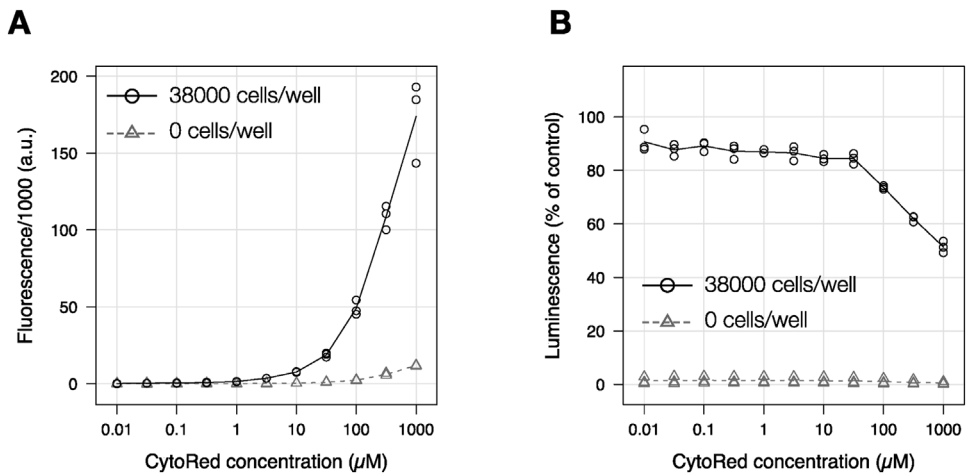 A
200
150
100
50
0
Fluorescence/1000 (a.u.)
38000 cells/well
0 cells/well
0.01
0.1
1
10
100
1000
CytoRed concentration (µM)
B
100
80
60
40
20
0
Luminescence (% of control)
38000 cells/well
0 cells/well
0.01
0.1
1
10
100
1000
CytoRed concentration (µM)